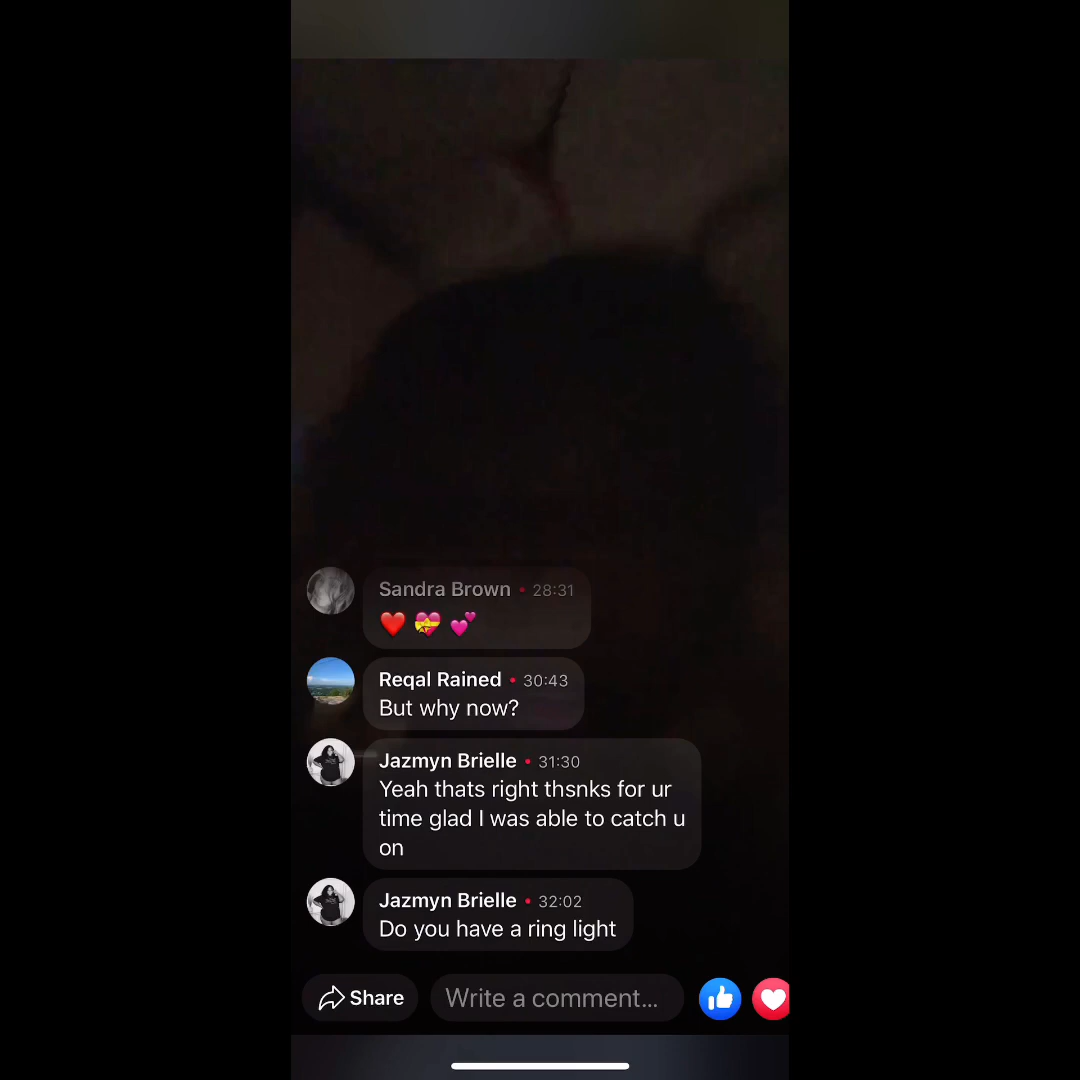 Sandra Brown • 28:31
❤️ 💝 💕
Reqal Rained • 30:43
But why now?
Jazmyn Brielle • 31:30
Yeah thats right thsnks for ur
time glad I was able to catch u
on
Jazmyn Brielle • 32:02
Do you have a ring light
Share
Write a comment...